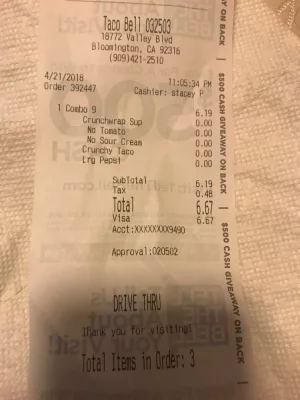 Taco Bell 032503
18772 Valley Blvd
Bloomington, CA 92316
(909)421-2510
4/21/2018 11:05:34 PM
Order 392447 Cashier: stacey P.
1 Combo 9 6.19
Crunchwrap Sup 0.00
No Tomato 0.00
No Sour Cream 0.00
Crunchy Taco 0.00
Lrg Pepsi 0.00
SubTotal 6.19
Tax 0.48
Total 6.67
Visa 6.67
Acct:XXXXXXXX9490
Approval:020502
DRIVE THRU
Thank you for visiting!
Total Items in Order: 3
Y ON BACK
$500 CASH GIVEAWAY ON BACK
$500 CASH GIVEAWAY ON BACK